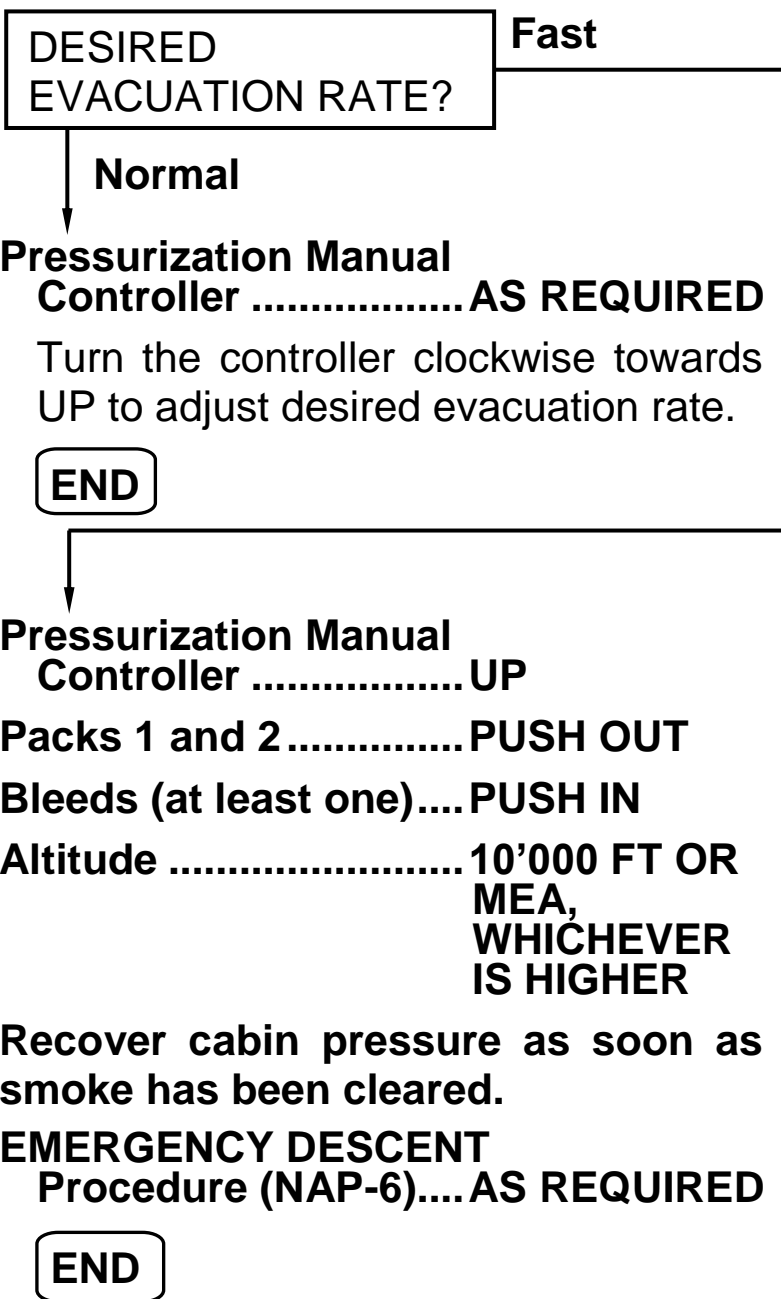 DESIRED
EVACUATION RATE?
Fast
Normal
Pressurization Manual
Controller ..................AS REQUIRED
Turn the controller clockwise towards
UP to adjust desired evacuation rate.
END
Pressurization Manual
Controller ..................UP
Packs 1 and 2...............PUSH OUT
Bleeds (at least one)....PUSH IN
Altitude .........................10’000 FT OR
MEA,
WHICHEVER
IS HIGHER
Recover cabin pressure as soon as
smoke has been cleared.
EMERGENCY DESCENT
Procedure (NAP-6)....AS REQUIRED
END